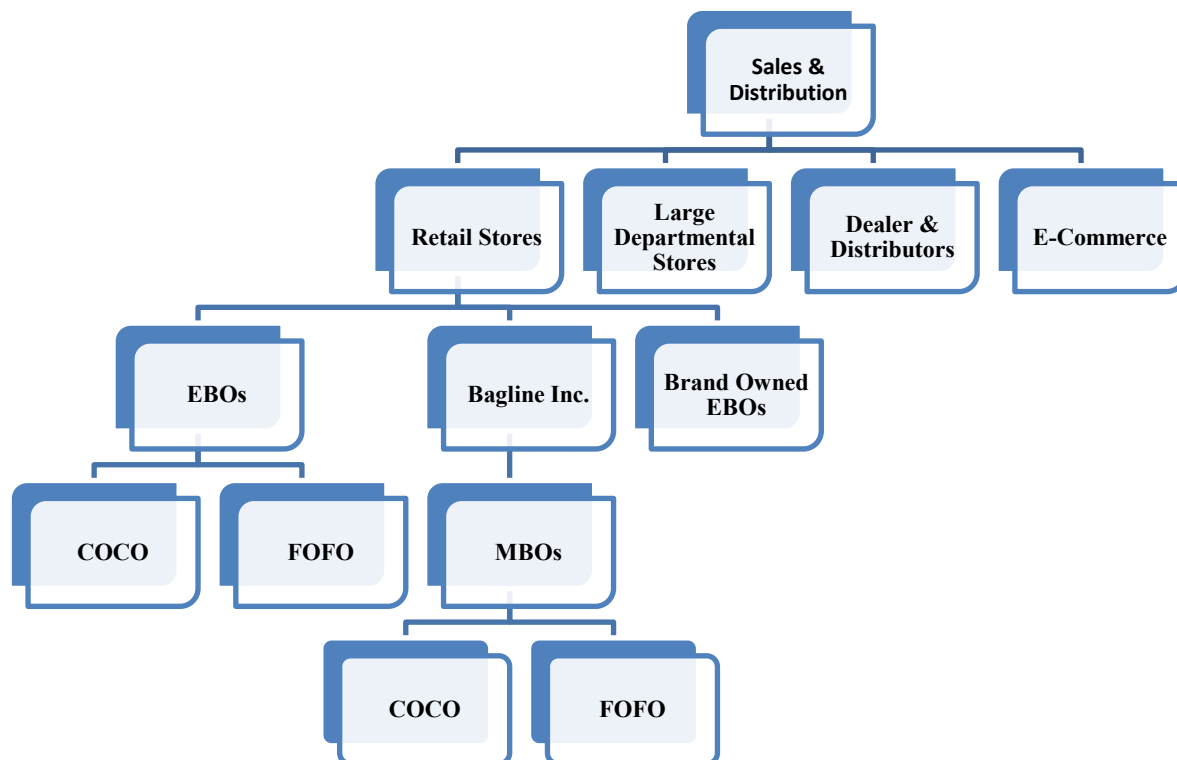 Sales &
Distribution
Retail Stores
Large
Departmental
Stores
Dealer &
Distributors
E-Commerce
EBOs
Bagline Inc.
Brand Owned
EBOs
COCO
FOFO
MBOs
COCO
FOFO